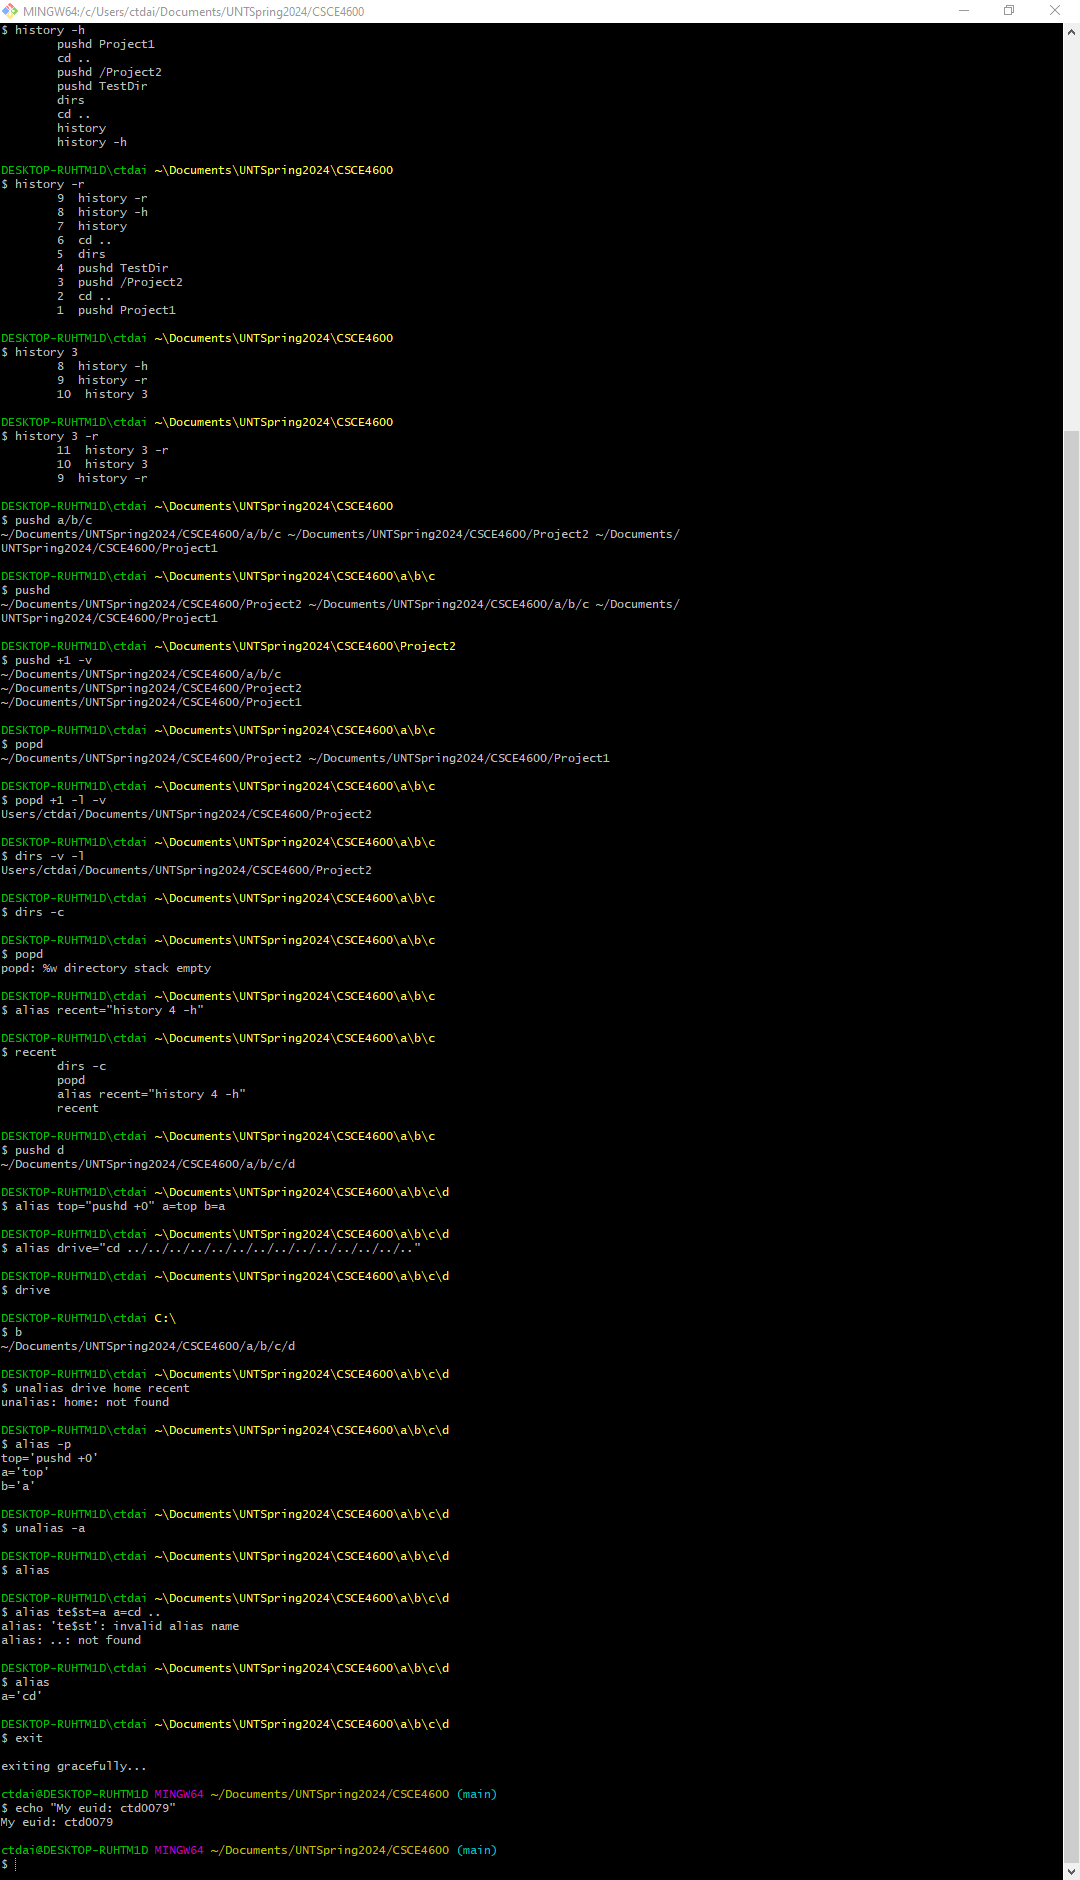 MINGW64:/c/Users/ctdai/Documents/UNTSpring2024/CSCE4600
$ history -h
        pushd Project1
        cd ..
        pushd /Project2
        pushd TestDir
        dirs
        cd ..
        history
        history -h

DESKTOP-RUHTM1D\ctdai ~\Documents\UNTSpring2024\CSCE4600
$ history -r
        9  history -r
        8  history -h
        7  history
        6  cd ..
        5  dirs
        4  pushd TestDir
        3  pushd /Project2
        2  cd ..
        1  pushd Project1

DESKTOP-RUHTM1D\ctdai ~\Documents\UNTSpring2024\CSCE4600
$ history 3
        8  history -h
        9  history -r
        10  history 3

DESKTOP-RUHTM1D\ctdai ~\Documents\UNTSpring2024\CSCE4600
$ history 3 -r
        11  history 3 -r
        10  history 3
        9  history -r

DESKTOP-RUHTM1D\ctdai ~\Documents\UNTSpring2024\CSCE4600
$ pushd a/b/c
~/Documents/UNTSpring2024/CSCE4600/a/b/c ~/Documents/UNTSpring2024/CSCE4600/Project2 ~/Documents/
UNTSpring2024/CSCE4600/Project1

DESKTOP-RUHTM1D\ctdai ~\Documents\UNTSpring2024\CSCE4600\a\b\c
$ pushd
~/Documents/UNTSpring2024/CSCE4600/Project2 ~/Documents/UNTSpring2024/CSCE4600/a/b/c ~/Documents/
UNTSpring2024/CSCE4600/Project1

DESKTOP-RUHTM1D\ctdai ~\Documents\UNTSpring2024\CSCE4600\Project2
$ pushd +1 -v
~/Documents/UNTSpring2024/CSCE4600/a/b/c
~/Documents/UNTSpring2024/CSCE4600/Project2
~/Documents/UNTSpring2024/CSCE4600/Project1

DESKTOP-RUHTM1D\ctdai ~\Documents\UNTSpring2024\CSCE4600\a\b\c
$ popd
~/Documents/UNTSpring2024/CSCE4600/Project2 ~/Documents/UNTSpring2024/CSCE4600/Project1

DESKTOP-RUHTM1D\ctdai ~\Documents\UNTSpring2024\CSCE4600\a\b\c
$ popd +1 -l -v
Users/ctdai/Documents/UNTSpring2024/CSCE4600/Project2

DESKTOP-RUHTM1D\ctdai ~\Documents\UNTSpring2024\CSCE4600\a\b\c
$ dirs -v -l
Users/ctdai/Documents/UNTSpring2024/CSCE4600/Project2

DESKTOP-RUHTM1D\ctdai ~\Documents\UNTSpring2024\CSCE4600\a\b\c
$ dirs -c

DESKTOP-RUHTM1D\ctdai ~\Documents\UNTSpring2024\CSCE4600\a\b\c
$ popd
popd: %w directory stack empty

DESKTOP-RUHTM1D\ctdai ~\Documents\UNTSpring2024\CSCE4600\a\b\c
$ alias recent="history 4 -h"

DESKTOP-RUHTM1D\ctdai ~\Documents\UNTSpring2024\CSCE4600\a\b\c
$ recent
        dirs -c
        popd
        alias recent="history 4 -h"
        recent

DESKTOP-RUHTM1D\ctdai ~\Documents\UNTSpring2024\CSCE4600\a\b\c
$ pushd d
~/Documents/UNTSpring2024/CSCE4600/a/b/c/d

DESKTOP-RUHTM1D\ctdai ~\Documents\UNTSpring2024\CSCE4600\a\b\c\d
$ alias top="pushd +0" a=top b=a

DESKTOP-RUHTM1D\ctdai ~\Documents\UNTSpring2024\CSCE4600\a\b\c\d
$ alias drive="cd ../../../../../../../../../../../../../.."

DESKTOP-RUHTM1D\ctdai ~\Documents\UNTSpring2024\CSCE4600\a\b\c\d
$ drive

DESKTOP-RUHTM1D\ctdai C:\
$ b
~/Documents/UNTSpring2024/CSCE4600/a/b/c/d

DESKTOP-RUHTM1D\ctdai ~\Documents\UNTSpring2024\CSCE4600\a\b\c\d
$ unalias drive home recent
unalias: home: not found

DESKTOP-RUHTM1D\ctdai ~\Documents\UNTSpring2024\CSCE4600\a\b\c\d
$ alias -p
top='pushd +0'
a='top'
b='a'

DESKTOP-RUHTM1D\ctdai ~\Documents\UNTSpring2024\CSCE4600\a\b\c\d
$ unalias -a

DESKTOP-RUHTM1D\ctdai ~\Documents\UNTSpring2024\CSCE4600\a\b\c\d
$ alias

DESKTOP-RUHTM1D\ctdai ~\Documents\UNTSpring2024\CSCE4600\a\b\c\d
$ alias te$st=a a=cd ..
alias: 'te$st': invalid alias name
alias: ..: not found

DESKTOP-RUHTM1D\ctdai ~\Documents\UNTSpring2024\CSCE4600\a\b\c\d
$ alias
a='cd'

DESKTOP-RUHTM1D\ctdai ~\Documents\UNTSpring2024\CSCE4600\a\b\c\d
$ exit

exiting gracefully...

ctdai@DESKTOP-RUHTM1D MINGW64 ~/Documents/UNTSpring2024/CSCE4600 (main)
$ echo "My euid: ctd0079"
My euid: ctd0079

ctdai@DESKTOP-RUHTM1D MINGW64 ~/Documents/UNTSpring2024/CSCE4600 (main)
$